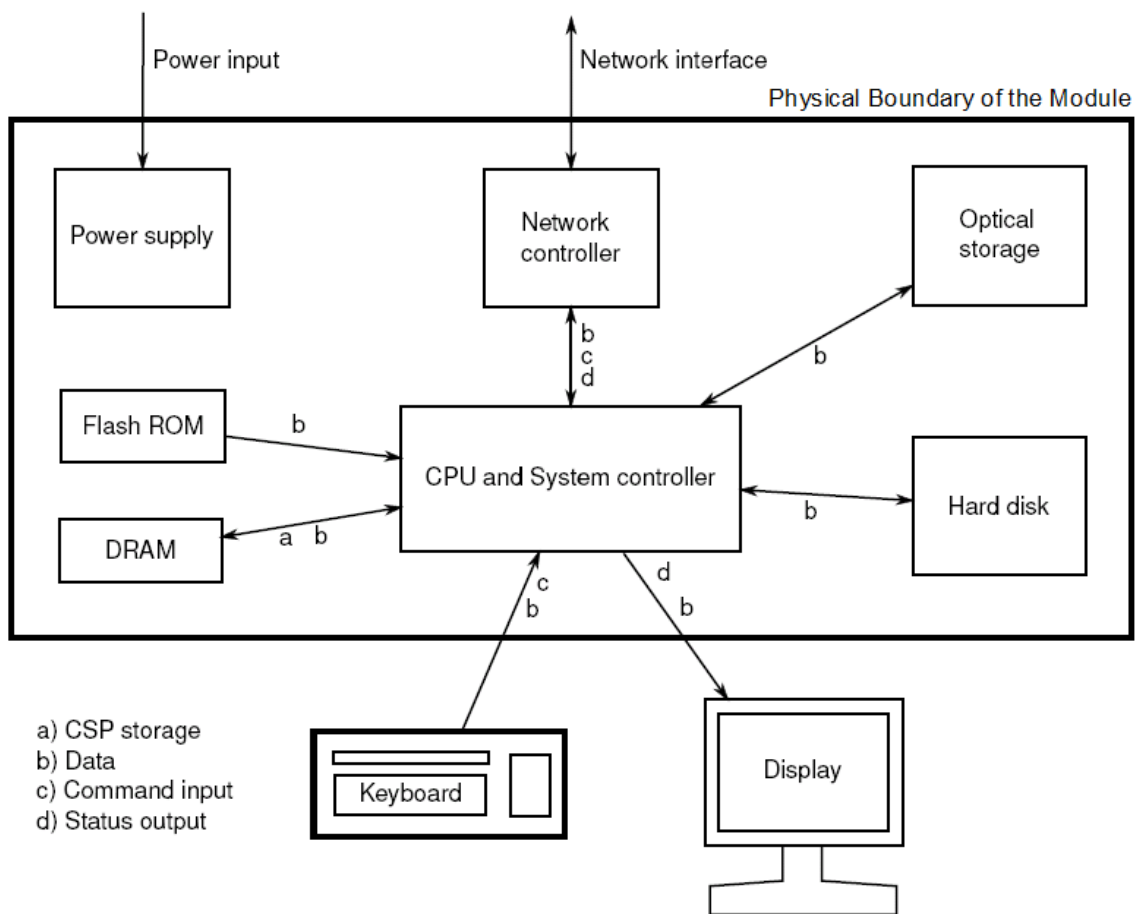 Power input
Network interface
Physical Boundary of the Module
Power supply
Network
controller
Optical
storage
b
c
d
b
Flash ROM
b
CPU and System controller
b
Hard disk
DRAM
a b
c
b
d
b
a) CSP storage
b) Data
c) Command input
d) Status output
Keyboard
Display